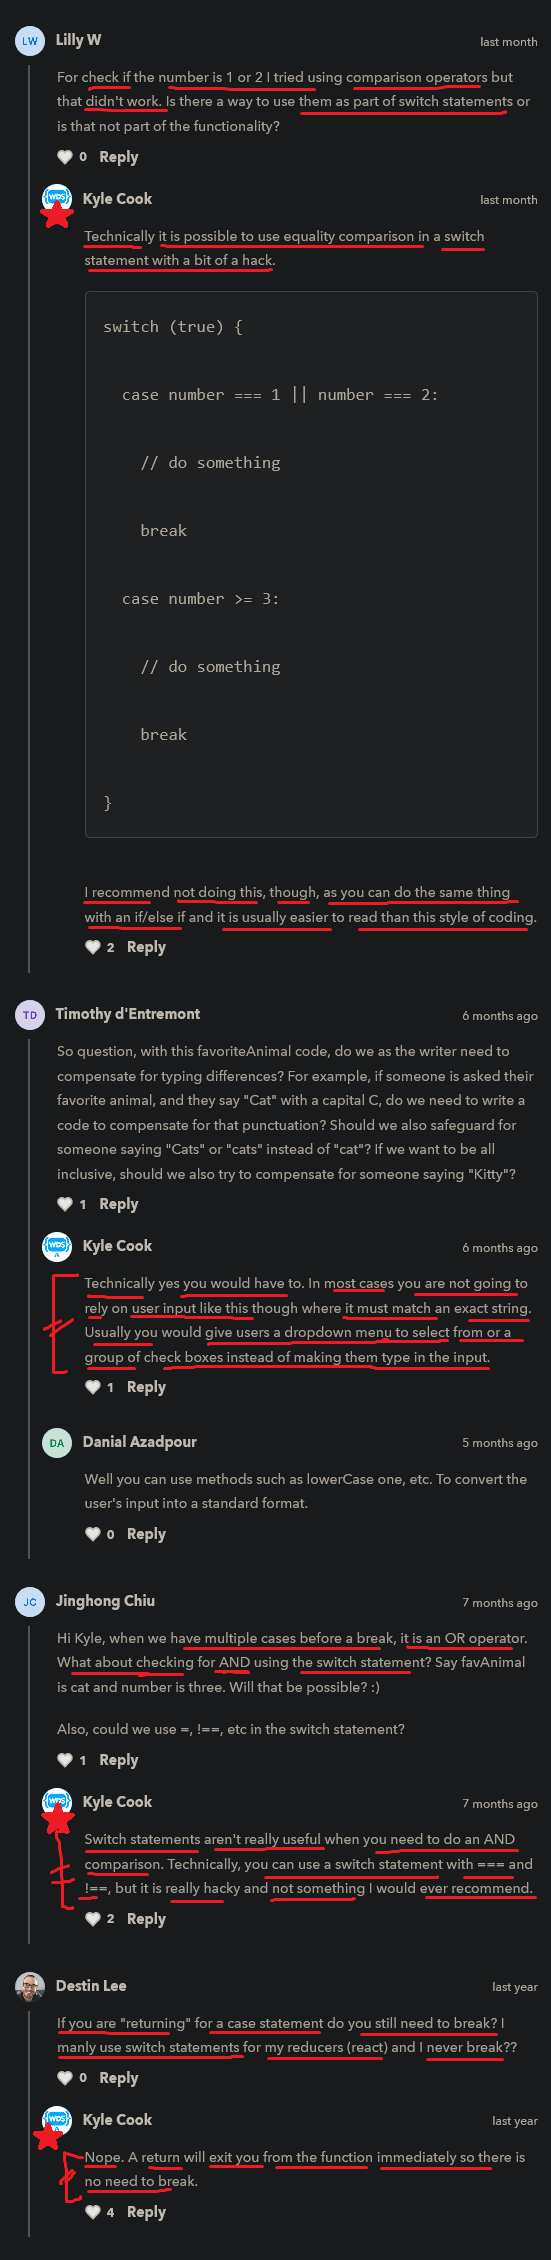 LW Lilly W last month
For check if the number is 1 or 2 I tried using comparison operators but
that didn't work. Is there a way to use them as part of switch statements or
is that not part of the functionality?
0 Reply
WDS Kyle Cook last month
Technically it is possible to use equality comparison in a switch
statement with a bit of a hack.
switch (true) {
case number === 1 || number === 2:
// do something
break
case number >= 3:
// do something
break
}
I recommend not doing this, though, as you can do the same thing
with an if/else if and it is usually easier to read than this style of coding.
2 Reply
TD Timothy d'Entremont 6 months ago
So question, with this favoriteAnimal code, do we as the writer need to
compensate for typing differences? For example, if someone is asked their
favorite animal, and they say "Cat" with a capital C, do we need to write a
code to compensate for that punctuation? Should we also safeguard for
someone saying "Cats" or "cats" instead of "cat"? If we want to be all
inclusive, should we also try to compensate for someone saying "Kitty"?
1 Reply
WDS Kyle Cook 6 months ago
Technically yes you would have to. In most cases you are not going to
rely on user input like this though where it must match an exact string.
Usually you would give users a dropdown menu to select from or a
group of check boxes instead of making them type in the input.
1 Reply
DA Danial Azadpour 5 months ago
Well you can use methods such as lowerCase one, etc. To convert the
user's input into a standard format.
0 Reply
JC Jinghong Chiu 7 months ago
Hi Kyle, when we have multiple cases before a break, it is an OR operator.
What about checking for AND using the switch statement? Say favAnimal
is cat and number is three. Will that be possible? :)
Also, could we use =, !==, etc in the switch statement?
1 Reply
WDS Kyle Cook 7 months ago
Switch statements aren't really useful when you need to do an AND
comparison. Technically, you can use a switch statement with === and
!==, but it is really hacky and not something I would ever recommend.
2 Reply
Destin Lee last year
If you are "returning" for a case statement do you still need to break? I
manly use switch statements for my reducers (react) and I never break??
0 Reply
WDS Kyle Cook last year
Nope. A return will exit you from the function immediately so there is
no need to break.
4 Reply